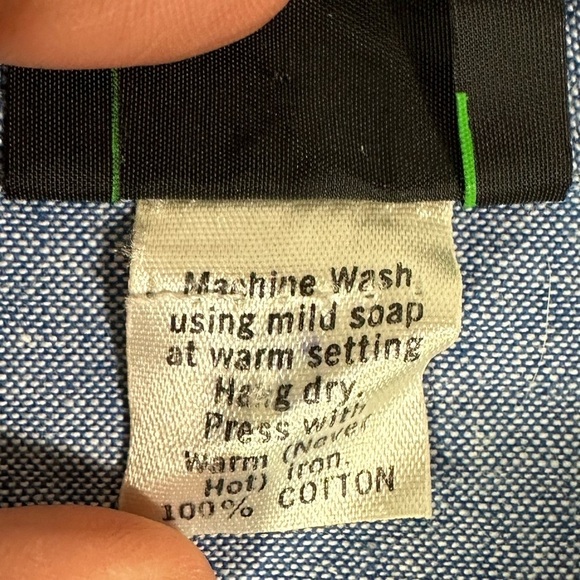 Machine Wash
using mild soap
at warm setting
Hang dry.
Press with
Warm (Never
Hot) iron.
100% COTTON